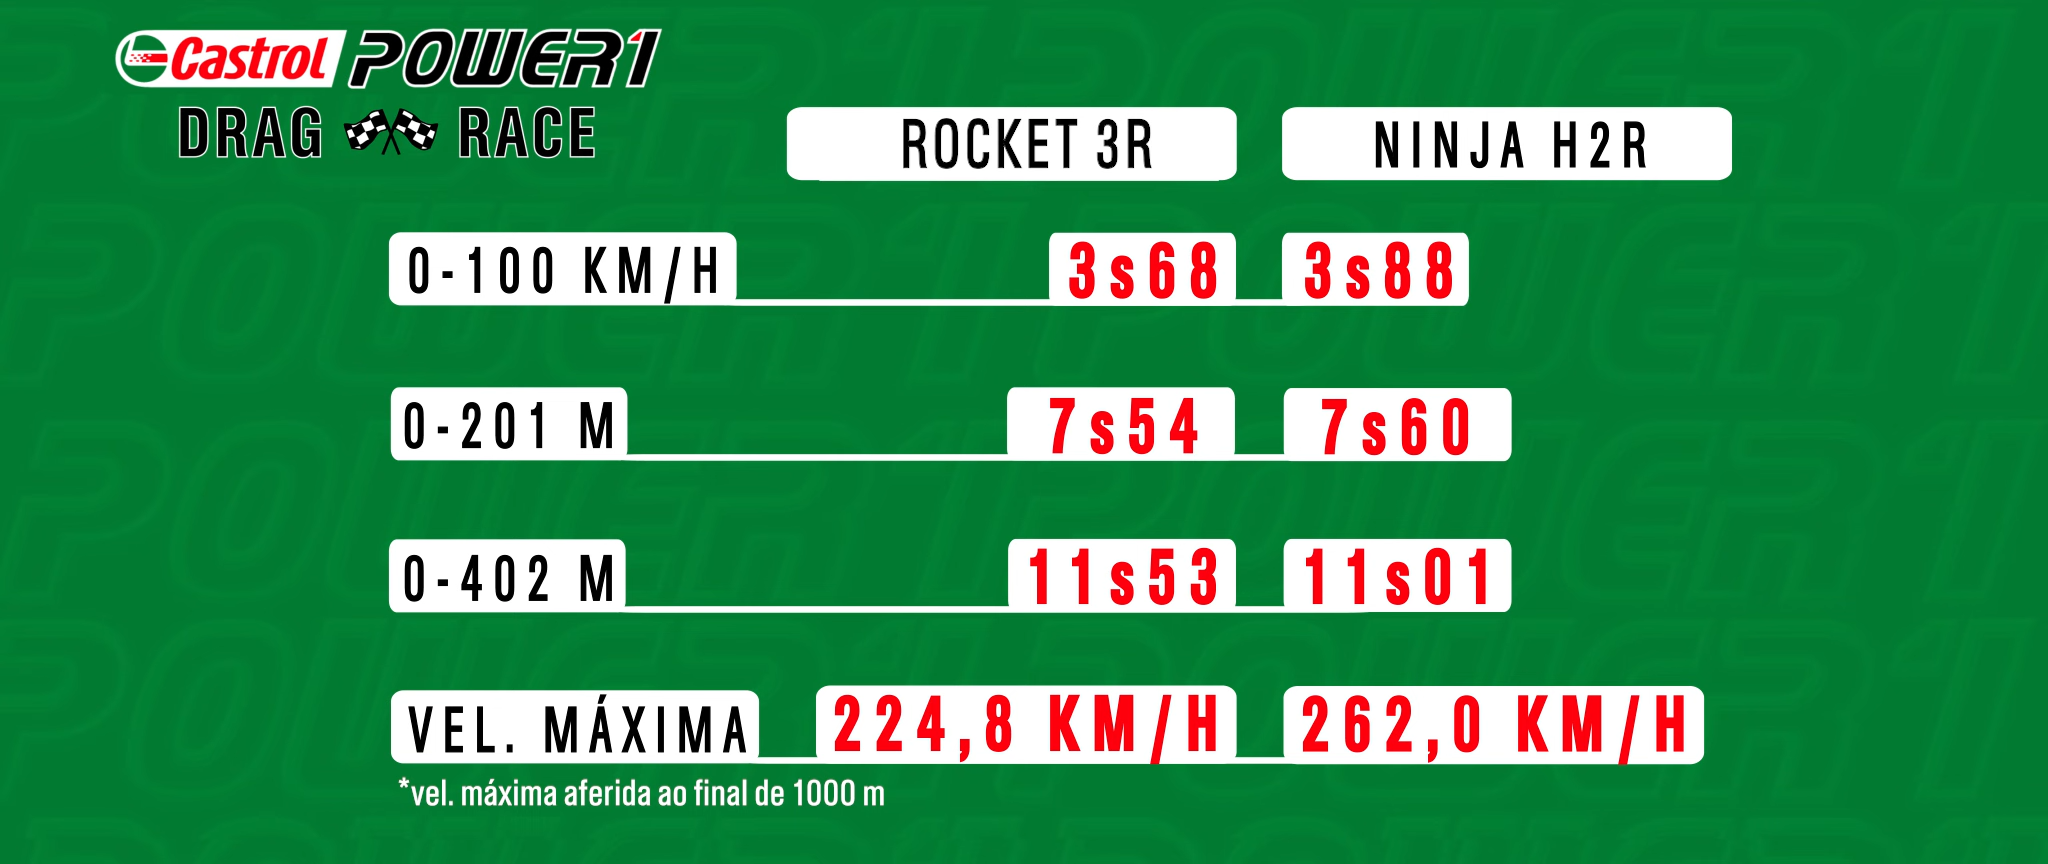 Castrol POWER1
DRAG RACE
ROCKET 3R NINJA H2R
0-100 KM/H 3s68 3s88
0-201 M 7s54 7s60
0-402 M 11s53 11s01
VEL. MÁXIMA 224,8 KM/H 262,0 KM/H
*vel. máxima aferida ao final de 1000 m